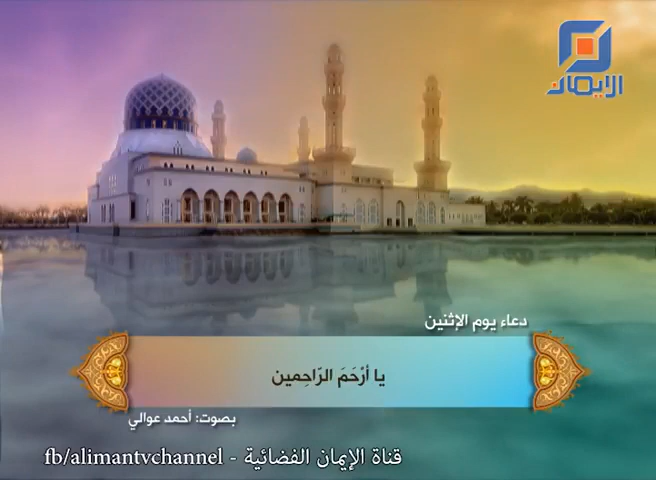 الإيمان
دعاء يوم الإثنين
يا أَرْحَمَ الرّاحِمين
بصوت: أحمد عوالي
قناة الإيمان الفضائية - fb/alimantvchannel